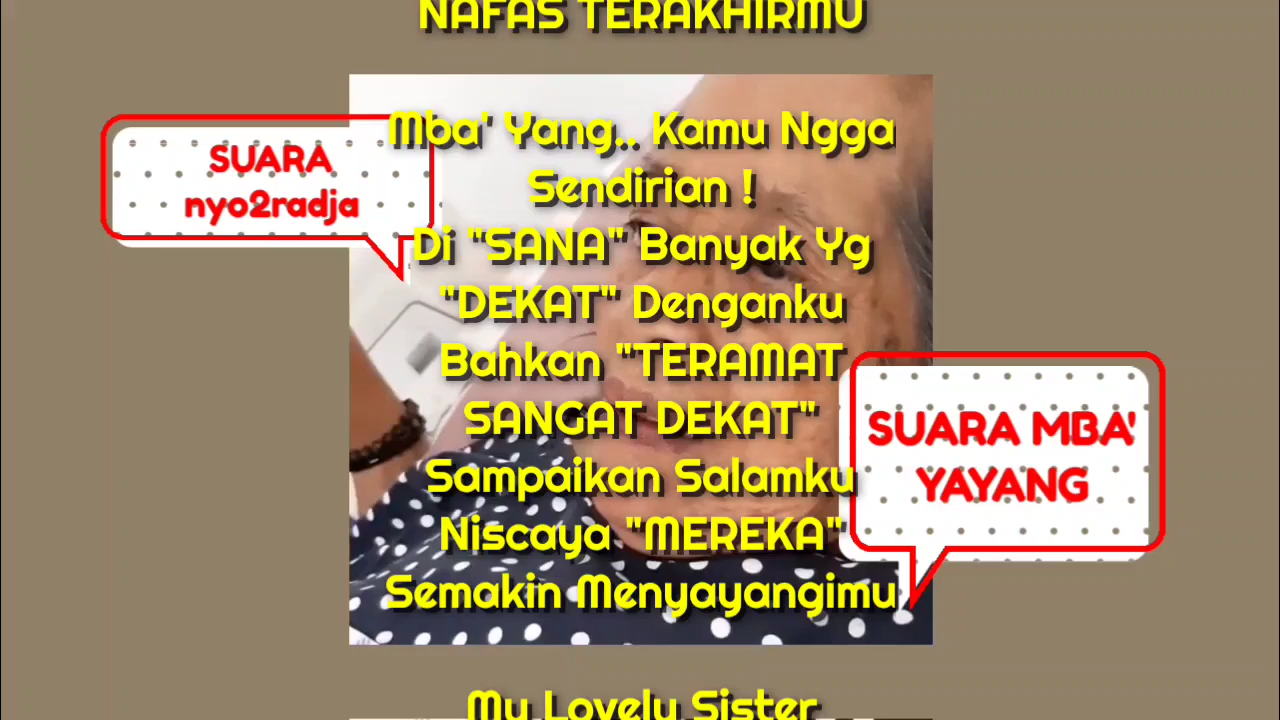 NAFAS TERAKHIRMU
SUARA
nyo2radja
Mba' Yang.. Kamu Ngga
Sendirian !
Di "SANA" Banyak Yg
"DEKAT" Denganku
Bahkan "TERAMAT
SANGAT DEKAT"
Sampaikan Salamku
Niscaya "MEREKA"
Semakin Menyayangimu
SUARA MBA'
YAYANG
My Lovely Sister